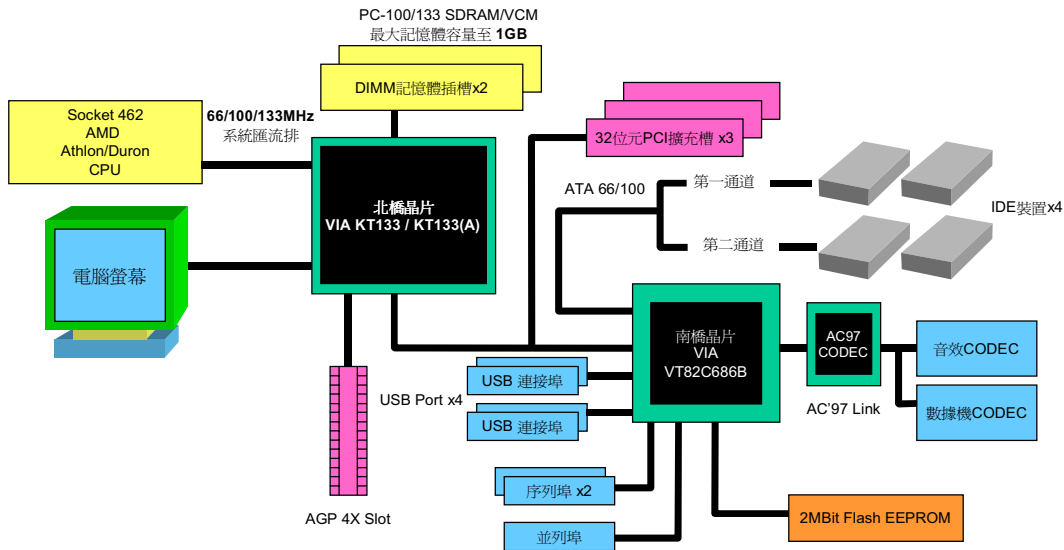 PC-100/133 SDRAM/VCM
最大記憶體容量至 1GB
DIMM記憶體插槽x2
Socket 462
AMD
Athlon/Duron
CPU
66/100/133MHz
系統匯流排
32位元PCI擴充槽 x3
北橋晶片
VIA KT133 / KT133(A)
ATA 66/100
第一通道
第二通道
IDE裝置x4
電腦螢幕
南橋晶片
VIA
VT82C686B
AC97
CODEC
AC'97 Link
音效CODEC
數據機CODEC
USB Port x4
USB 連接埠
USB 連接埠
序列埠 x2
並列埠
AGP 4X Slot
2MBit Flash EEPROM